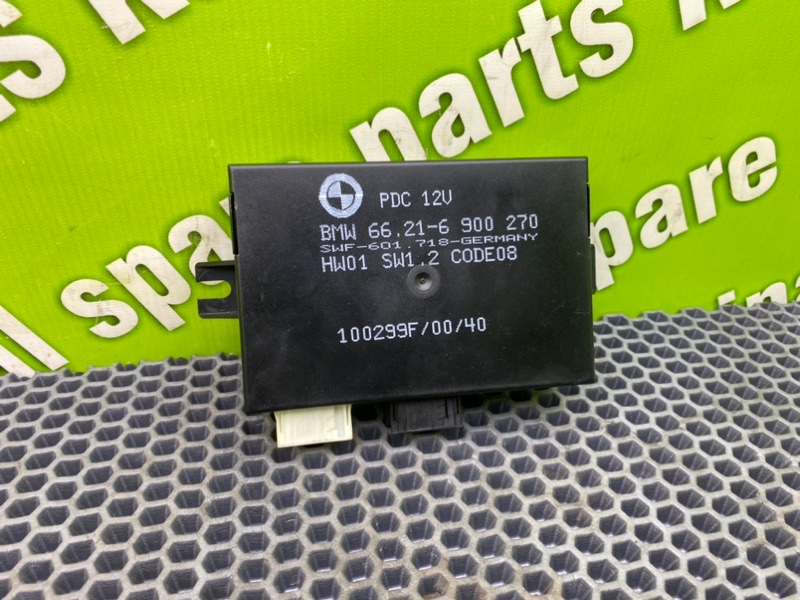 parts
spare
parts
spare
PDC 12V
BMW 66.21-6 900 270
SWF-601.718-GERMANY
HW01 SW1.2 CODE08
100299F/00/40